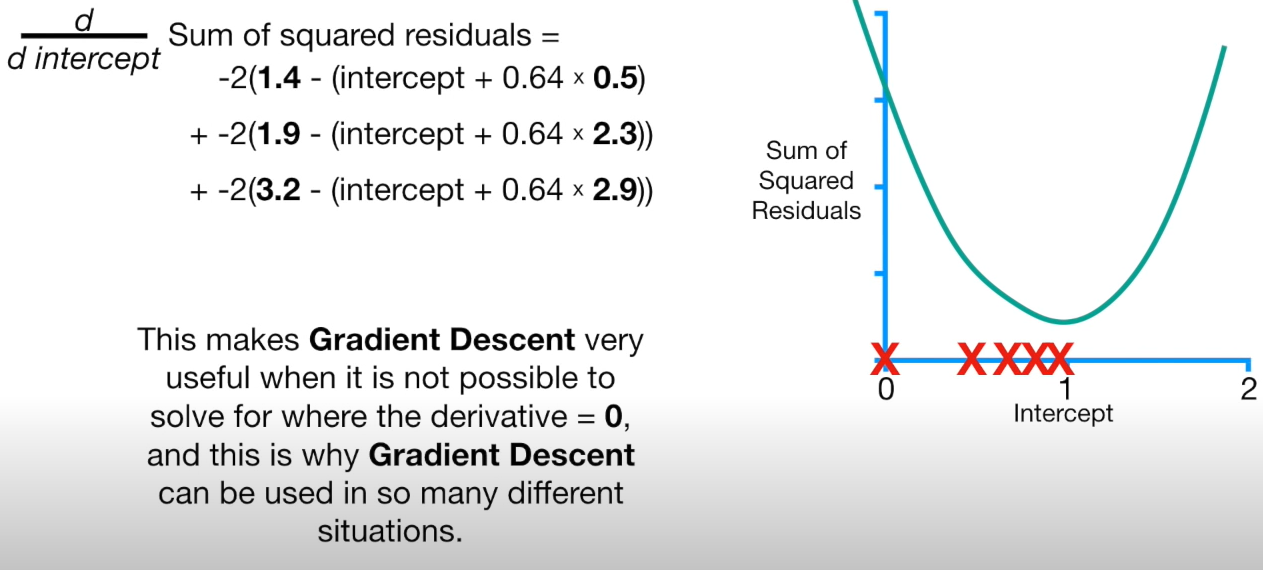 d
d intercept
Sum of squared residuals =
-2(1.4 - (intercept + 0.64 × 0.5)
+ -2(1.9 - (intercept + 0.64 × 2.3))
+ -2(3.2 - (intercept + 0.64 × 2.9))
This makes Gradient Descent very
useful when it is not possible to
solve for where the derivative = 0,
and this is why Gradient Descent
can be used in so many different
situations.
Sum of
Squared
Residuals
X X X X X
0 1 2
Intercept